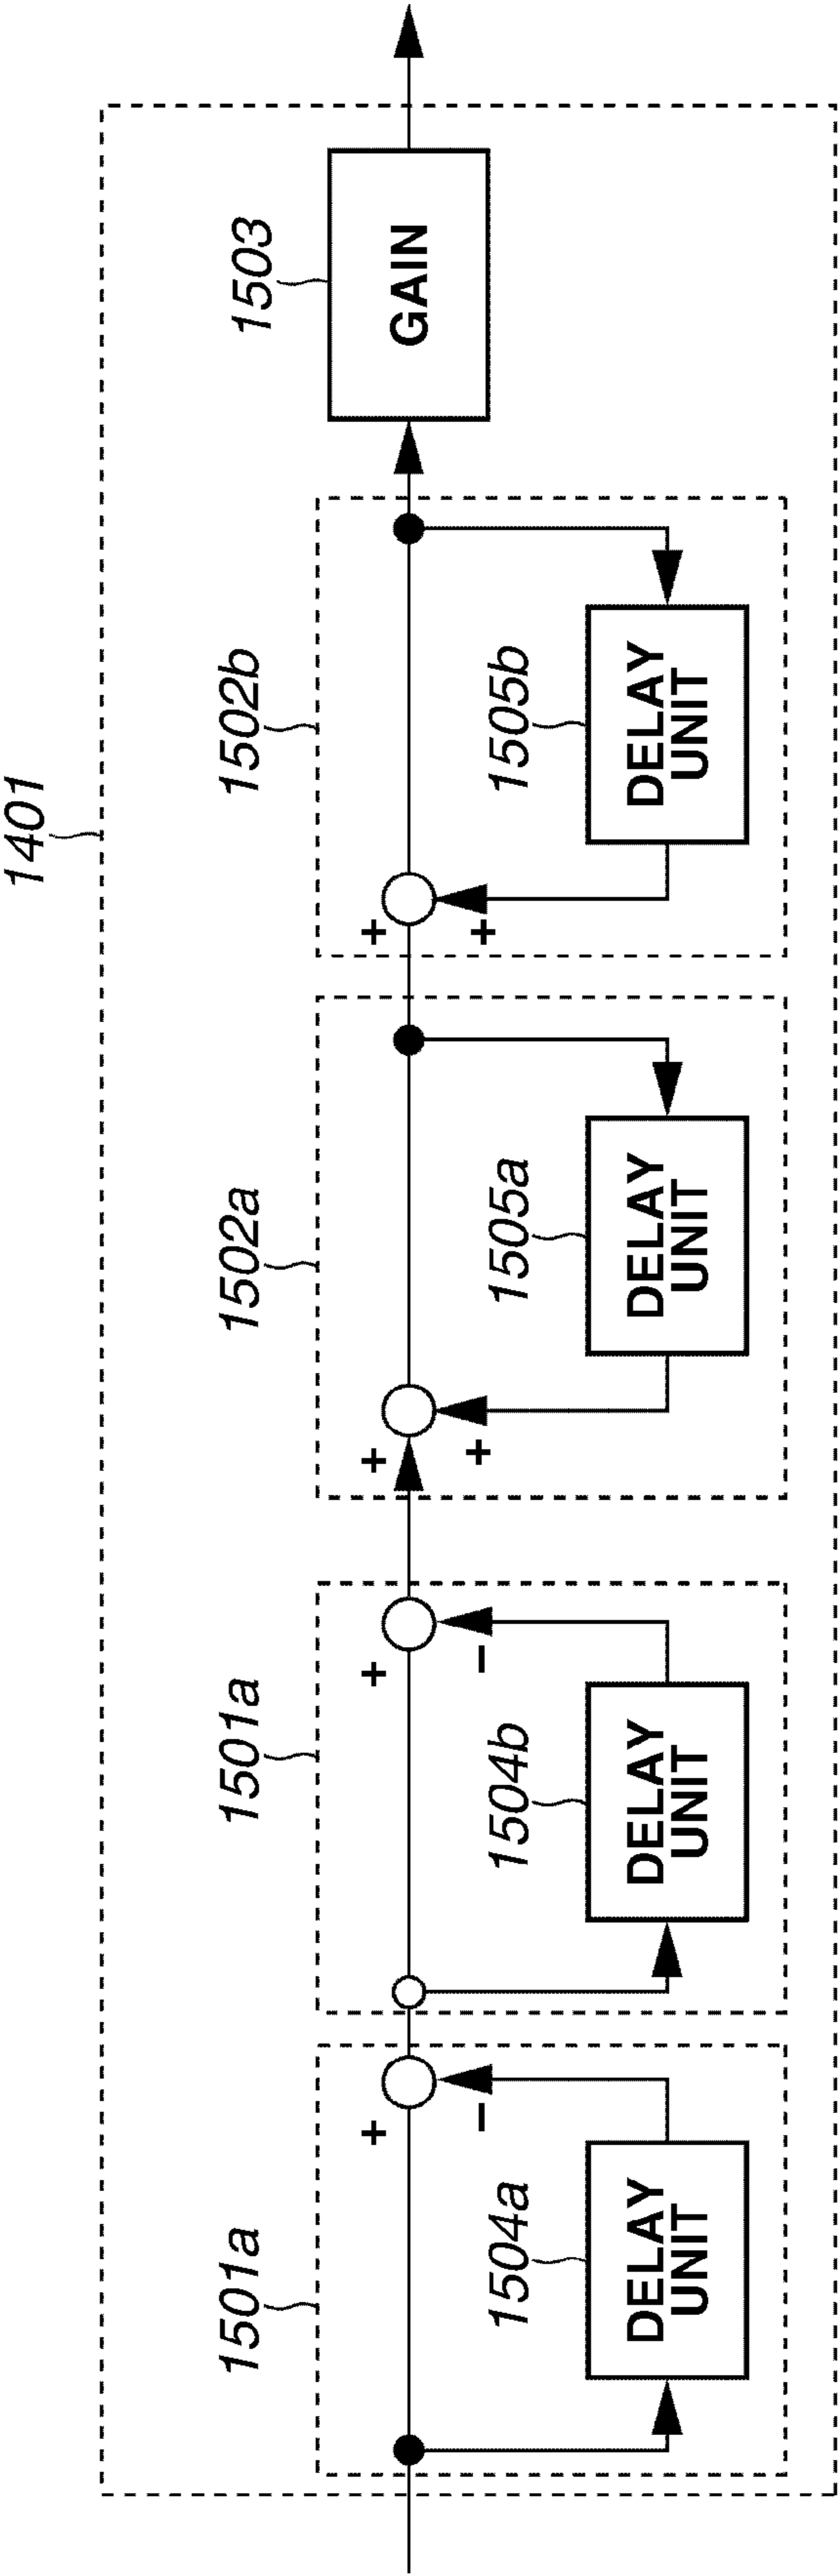 1401
1501a
1501a
1502a
1502b
1503
+
−
1504a
DELAY
UNIT
+
−
1504b
DELAY
UNIT
+
+
1505a
DELAY
UNIT
+
+
1505b
DELAY
UNIT
GAIN